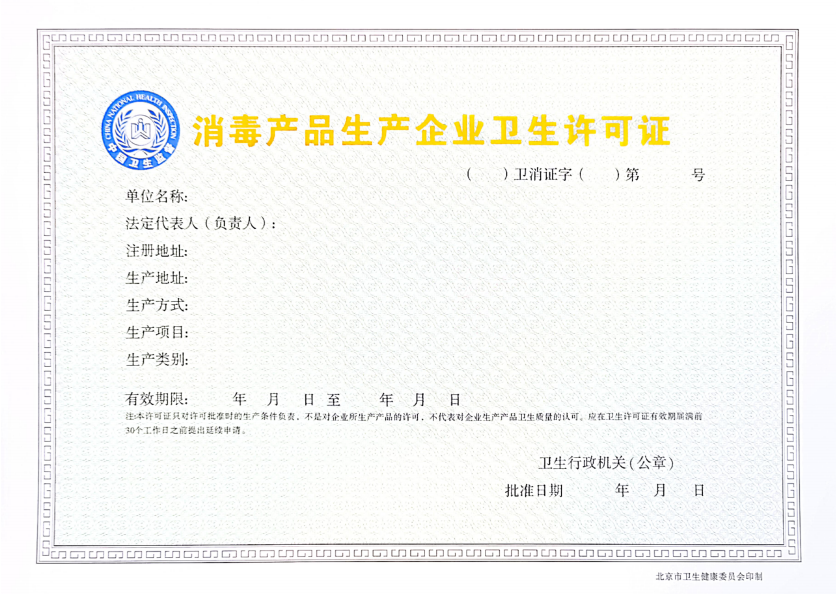 CHINA NATIONAL HEALTH INSPECTION
中国卫生监督
消毒产品生产企业卫生许可证
（ ）卫消证字（ ）第 号
单位名称:
法定代表人（负责人）:
注册地址:
生产地址:
生产方式:
生产项目:
生产类别:
有效期限: 年 月 日 至 年 月 日
注:本许可证只对许可批准时的生产条件负责，不是对企业所生产产品的许可，不代表对企业生产产品卫生质量的认可。应在卫生许可证有效期届满前
30个工作日之前提出延续申请。
卫生行政机关(公章)
批准日期 年 月 日
北京市卫生健康委员会印制